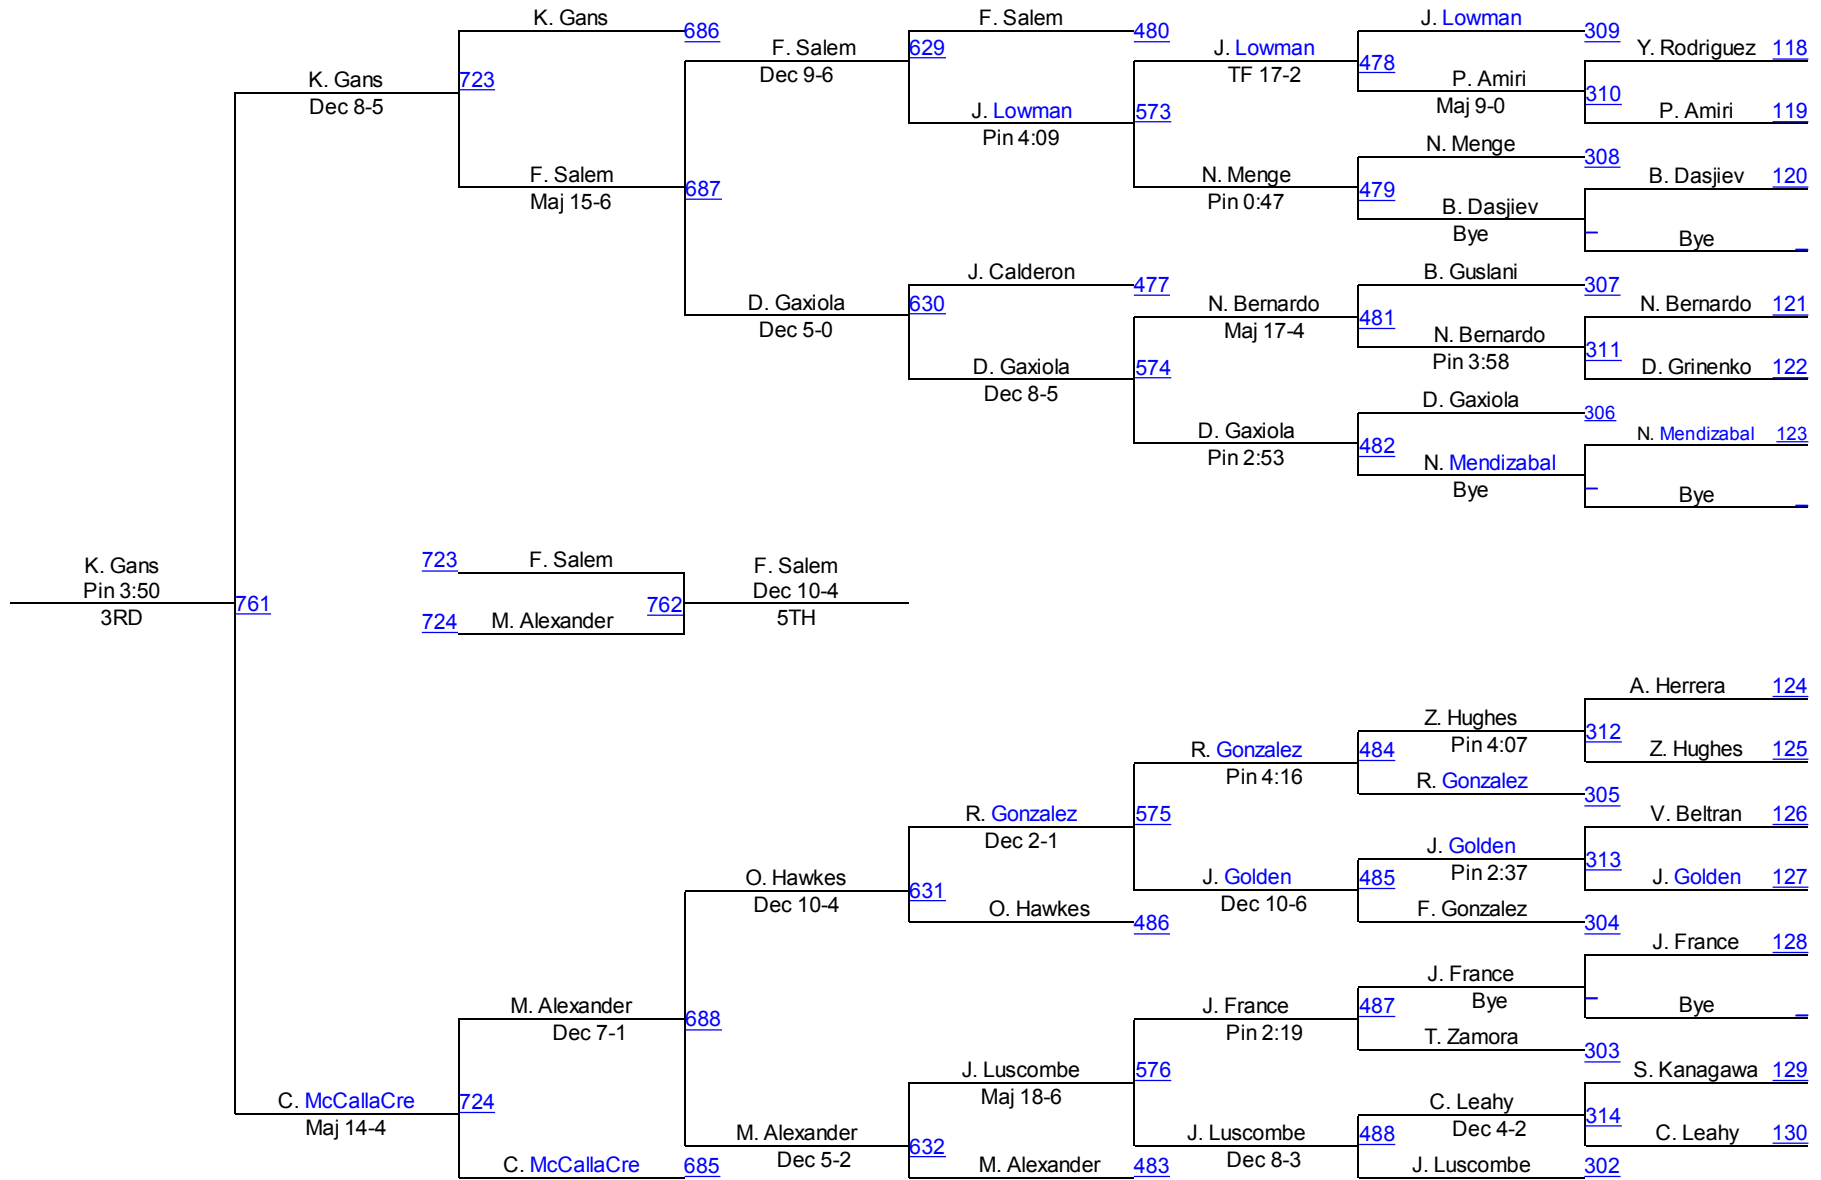 K. Gans
686
F. Salem
Dec 9-6
F. Salem
480
629
J. Lowman
TF 17-2
J. Lowman
309
478
Y. Rodriguez 118
K. Gans
Dec 8-5
723
P. Amiri
Maj 9-0
310
J. Lowman
Pin 4:09
573
P. Amiri 119
N. Menge
308
F. Salem
Maj 15-6
687
N. Menge
Pin 0:47
479
B. Dasjiev 120
B. Dasjiev
Bye
Bye
J. Calderon
477
B. Guslani
307
D. Gaxiola
Dec 5-0
630
N. Bernardo
Maj 17-4
481
N. Bernardo 121
N. Bernardo
Pin 3:58
311
D. Gaxiola
Dec 8-5
574
D. Grinenko 122
D. Gaxiola
306
D. Gaxiola
Pin 2:53
482
N. Mendizabal 123
N. Mendizabal
Bye
Bye
K. Gans
Pin 3:50
3RD
761
723
F. Salem
724
M. Alexander
762
F. Salem
Dec 10-4
5TH
A. Herrera 124
Z. Hughes
Pin 4:07
312
R. Gonzalez
Pin 4:16
484
Z. Hughes 125
R. Gonzalez
305
R. Gonzalez
Dec 2-1
575
V. Beltran 126
J. Golden
Pin 2:37
313
O. Hawkes
Dec 10-4
631
J. Golden
Dec 10-6
485
J. Golden 127
O. Hawkes
486
F. Gonzalez
304
J. France 128
J. France
Bye
M. Alexander
Dec 7-1
688
J. France
Pin 2:19
487
Bye
T. Zamora
303
J. Luscombe
Maj 18-6
576
S. Kanagawa 129
C. McCallaCre
Maj 14-4
724
C. Leahy
Dec 4-2
314
M. Alexander
Dec 5-2
632
J. Luscombe
Dec 8-3
488
C. Leahy 130
C. McCallaCre
685
M. Alexander
483
J. Luscombe
302